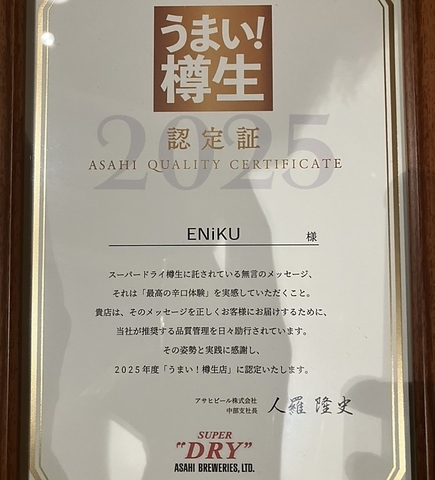 うまい!
樽生
2025
認定証
ASAHI QUALITY CERTIFICATE
ENiKU 様
スーパードライ樽生に託されている無言のメッセージ、
それは「最高の辛口体験」を実感していただくこと。
貴店は、そのメッセージを正しくお客様にお届けするために、
当社が推奨する品質管理を日々励行されています。
その姿勢と実践に感謝し、
2025年度「うまい!樽生店」に認定いたします。
アサヒビール株式会社
中部支社長 人羅 隆史
SUPER
"DRY"
ASAHI BREWERIES, LTD.